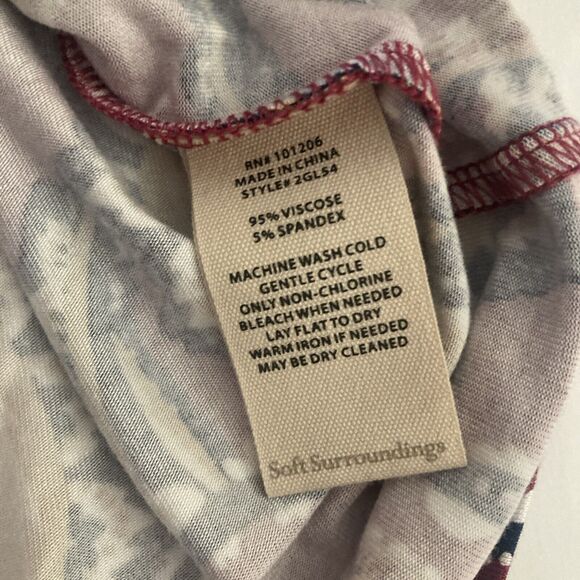 RN# 101206
MADE IN CHINA
STYLE# 2GL54
95% VISCOSE
5% SPANDEX
MACHINE WASH COLD
GENTLE CYCLE
ONLY NON-CHLORINE
BLEACH WHEN NEEDED
LAY FLAT TO DRY
WARM IRON IF NEEDED
MAY BE DRY CLEANED
Soft Surroundings